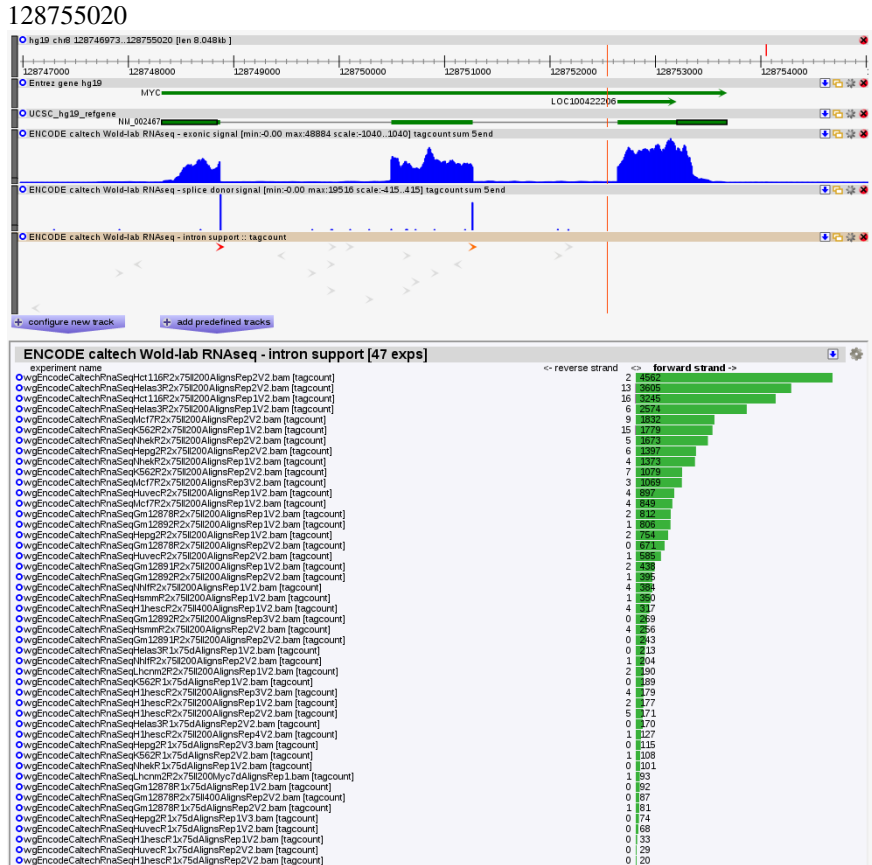 128755020
hg19 chr8 128746973..128755020 [len 8.048kb ]
128747000 128748000 128749000 128750000 128751000 128752000 128753000 128754000
Entrez gene hg19
MYC
LOC100422206
UCSC_hg19_refgene
NM_002467
ENCODE caltech Wold-lab RNAseq - exonic signal [min:-0.00 max:48884 scale:-1040..1040] tagcount sum 5end
ENCODE caltech Wold-lab RNAseq - splice donorsignal [min:-0.00 max:19516 scale:-415..415] tagcount sum 5end
ENCODE caltech Wold-lab RNAseq - intron support :: tagcount
+ configure new track + add predefined tracks
ENCODE caltech Wold-lab RNAseq - intron support [47 exps]
experiment name <- reverse strand <> forward strand ->
wgEncodeCaltechRnaSeqHct116R2x75Il200AlignsRep2V2.bam [tagcount] 2 4562
wgEncodeCaltechRnaSeqHelas3R2x75Il200AlignsRep2V2.bam [tagcount] 13 3605
wgEncodeCaltechRnaSeqHct116R2x75Il200AlignsRep1V2.bam [tagcount] 16 3245
wgEncodeCaltechRnaSeqHelas3R2x75Il200AlignsRep1V2.bam [tagcount] 6 2574
wgEncodeCaltechRnaSeqMcf7R2x75Il200AlignsRep2V2.bam [tagcount] 9 1832
wgEncodeCaltechRnaSeqK562R2x75Il200AlignsRep1V2.bam [tagcount] 15 1779
wgEncodeCaltechRnaSeqNhekR2x75Il200AlignsRep2V2.bam [tagcount] 5 1673
wgEncodeCaltechRnaSeqHepg2R2x75Il200AlignsRep2V2.bam [tagcount] 6 1397
wgEncodeCaltechRnaSeqNhekR2x75Il200AlignsRep1V2.bam [tagcount] 4 1373
wgEncodeCaltechRnaSeqK562R2x75Il200AlignsRep2V2.bam [tagcount] 7 1079
wgEncodeCaltechRnaSeqMcf7R2x75Il200AlignsRep3V2.bam [tagcount] 3 1069
wgEncodeCaltechRnaSeqHuvecR2x75Il200AlignsRep1V2.bam [tagcount] 4 897
wgEncodeCaltechRnaSeqMcf7R2x75Il200AlignsRep1V2.bam [tagcount] 4 849
wgEncodeCaltechRnaSeqGm12878R2x75Il200AlignsRep1V2.bam [tagcount] 2 812
wgEncodeCaltechRnaSeqGm12892R2x75Il200AlignsRep1V2.bam [tagcount] 1 806
wgEncodeCaltechRnaSeqHepg2R2x75Il200AlignsRep1V2.bam [tagcount] 2 754
wgEncodeCaltechRnaSeqGm12878R2x75Il200AlignsRep2V2.bam [tagcount] 0 671
wgEncodeCaltechRnaSeqHuvecR2x75Il200AlignsRep2V2.bam [tagcount] 1 585
wgEncodeCaltechRnaSeqGm12891R2x75Il200AlignsRep1V2.bam [tagcount] 2 438
wgEncodeCaltechRnaSeqGm12892R2x75Il200AlignsRep2V2.bam [tagcount] 1 395
wgEncodeCaltechRnaSeqNhlfR2x75Il200AlignsRep1V2.bam [tagcount] 4 384
wgEncodeCaltechRnaSeqHsmmR2x75Il200AlignsRep1V2.bam [tagcount] 1 350
wgEncodeCaltechRnaSeqH1hescR2x75Il400AlignsRep1V2.bam [tagcount] 4 317
wgEncodeCaltechRnaSeqGm12892R2x75Il200AlignsRep3V2.bam [tagcount] 0 269
wgEncodeCaltechRnaSeqHsmmR2x75Il200AlignsRep2V2.bam [tagcount] 4 256
wgEncodeCaltechRnaSeqGm12891R2x75Il200AlignsRep2V2.bam [tagcount] 0 243
wgEncodeCaltechRnaSeqHelas3R1x75dAlignsRep1V2.bam [tagcount] 0 213
wgEncodeCaltechRnaSeqNhlfR2x75Il200AlignsRep2V2.bam [tagcount] 1 204
wgEncodeCaltechRnaSeqLhcnm2R2x75Il200AlignsRep1V2.bam [tagcount] 2 190
wgEncodeCaltechRnaSeqK562R1x75dAlignsRep1V2.bam [tagcount] 0 189
wgEncodeCaltechRnaSeqH1hescR2x75Il200AlignsRep3V2.bam [tagcount] 4 179
wgEncodeCaltechRnaSeqH1hescR2x75Il200AlignsRep1V2.bam [tagcount] 2 177
wgEncodeCaltechRnaSeqH1hescR2x75Il200AlignsRep2V2.bam [tagcount] 5 171
wgEncodeCaltechRnaSeqHelas3R1x75dAlignsRep2V2.bam [tagcount] 0 170
wgEncodeCaltechRnaSeqH1hescR2x75Il200AlignsRep4V2.bam [tagcount] 1 127
wgEncodeCaltechRnaSeqHepg2R1x75dAlignsRep2V3.bam [tagcount] 0 115
wgEncodeCaltechRnaSeqK562R1x75dAlignsRep2V2.bam [tagcount] 1 108
wgEncodeCaltechRnaSeqNhekR1x75dAlignsRep1V2.bam [tagcount] 0 101
wgEncodeCaltechRnaSeqLhcnm2R2x75Il200Myc7dAlignsRep1.bam [tagcount] 1 93
wgEncodeCaltechRnaSeqGm12878R1x75dAlignsRep1V2.bam [tagcount] 0 92
wgEncodeCaltechRnaSeqGm12878R2x75Il400AlignsRep2V2.bam [tagcount] 0 87
wgEncodeCaltechRnaSeqGm12878R1x75dAlignsRep2V2.bam [tagcount] 1 81
wgEncodeCaltechRnaSeqHepg2R1x75dAlignsRep1V3.bam [tagcount] 0 74
wgEncodeCaltechRnaSeqHuvecR1x75dAlignsRep1V2.bam [tagcount] 0 68
wgEncodeCaltechRnaSeqH1hescR1x75dAlignsRep1V2.bam [tagcount] 0 33
wgEncodeCaltechRnaSeqHuvecR1x75dAlignsRep2V2.bam [tagcount] 0 29
wgEncodeCaltechRnaSeqH1hescR1x75dAlignsRep2V2.bam [tagcount] 0 20